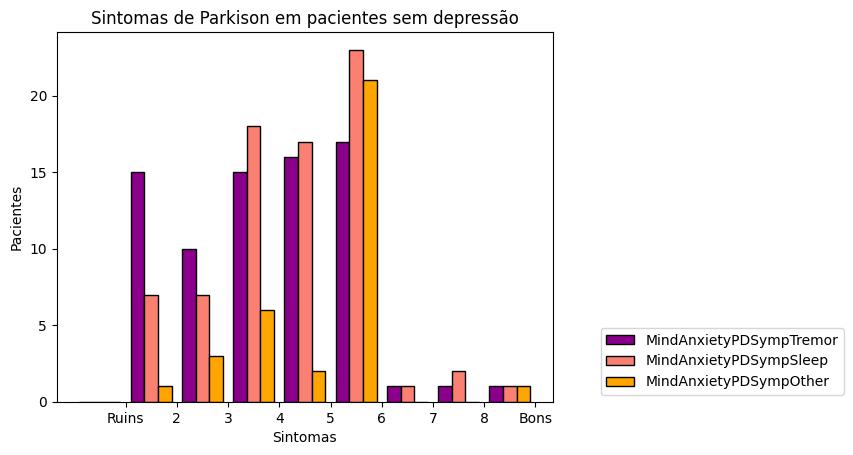 Sintomas de Parkison em pacientes sem depressão
Pacientes
20
15
10
5
0
Ruins 2 3 4 5 6 7 8 Bons
Sintomas
MindAnxietyPDSympTremor
MindAnxietyPDSympSleep
MindAnxietyPDSympOther